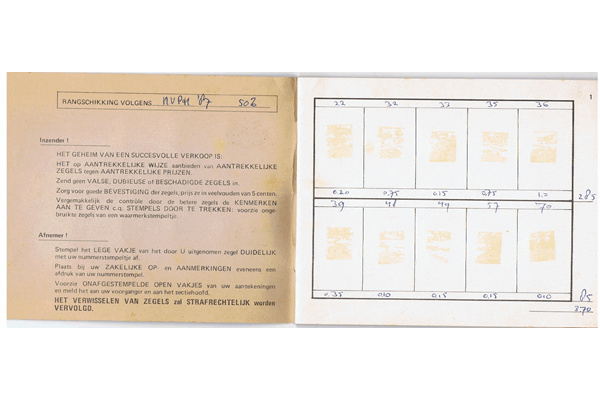 RANGSCHIKKING VOLGENS NVPH '87 502
Inzender !
HET GEHEIM VAN EEN SUCCESVOLLE VERKOOP IS:
HET op AANTREKKELIJKE WIJZE aanbieden van AANTREKKELIJKE
ZEGELS tegen AANTREKKELIJKE PRIJZEN.
Zend geen VALSE, DUBIEUSE of BESCHADIGDE ZEGELS in.
Zorg voor goede BEVESTIGING der zegels, prijs ze in veelvouden van 5 centen.
Vergemakkelijk de contrôle door de betere zegels de KENMERKEN
AAN TE GEVEN c.q. STEMPELS DOOR TE TREKKEN: voorzie onge-
bruikte zegels van een waarmerkstempeltje.
Afnemer !
Stempel het LEGE VAKJE van het door U uitgenomen zegel DUIDELIJK
met uw nummerstempeltje af.
Plaats bij uw ZAKELIJKE OP- en AANMERKINGEN eveneens een
afdruk van uw nummerstempel.
Voorzie ONAFGESTEMPELDE OPEN VAKJES van uw aantekeningen
en meld het aan uw voorganger en aan het sectiehoofd.
HET VERWISSELEN VAN ZEGELS zal STRAFRECHTELIJK worden
VERVOLGD.
1
22 32 33 35 36
0.20 0.75 0.15 0.75 1.-
2.85
39 48 49 57 70
0.35 0.10 0.15 0.15 0.10
85
3.70